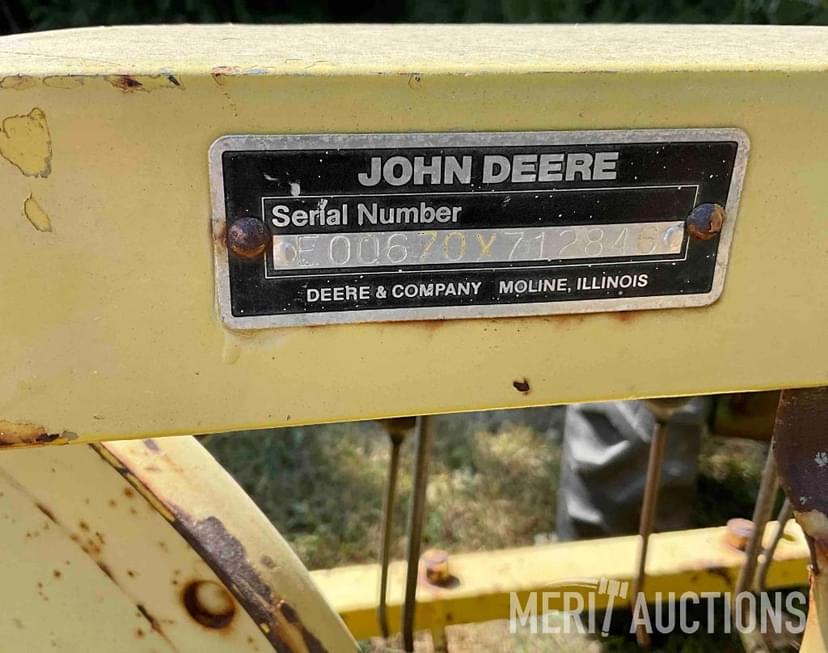 JOHN DEERE
Serial Number
E00670X712846
DEERE & COMPANY MOLINE, ILLINOIS
MERIT AUCTIONS